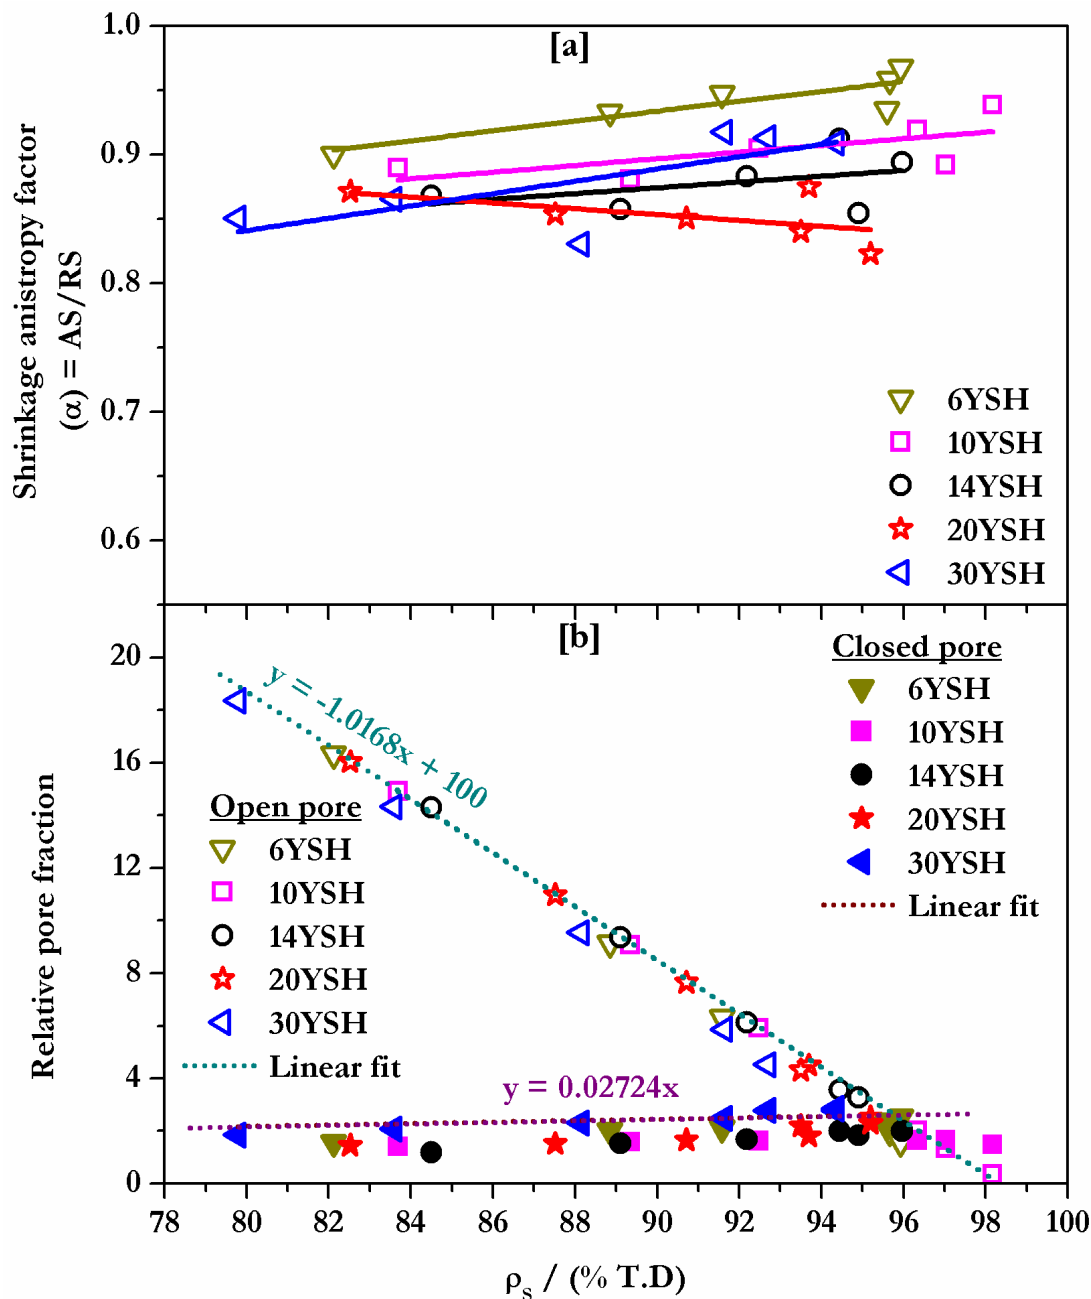 [a]
1.0
0.9
0.8
0.7
0.6
Shrinkage anistropy factor
(α) = AS/RS
6YSH
10YSH
14YSH
20YSH
30YSH
[b]
20
16
12
8
4
0
Relative pore fraction
y = -1.0168x + 100
Closed pore
6YSH
10YSH
14YSH
20YSH
30YSH
Linear fit
Open pore
6YSH
10YSH
14YSH
20YSH
30YSH
Linear fit
y = 0.02724x
78 80 82 84 86 88 90 92 94 96 98 100
ρs / (% T.D)